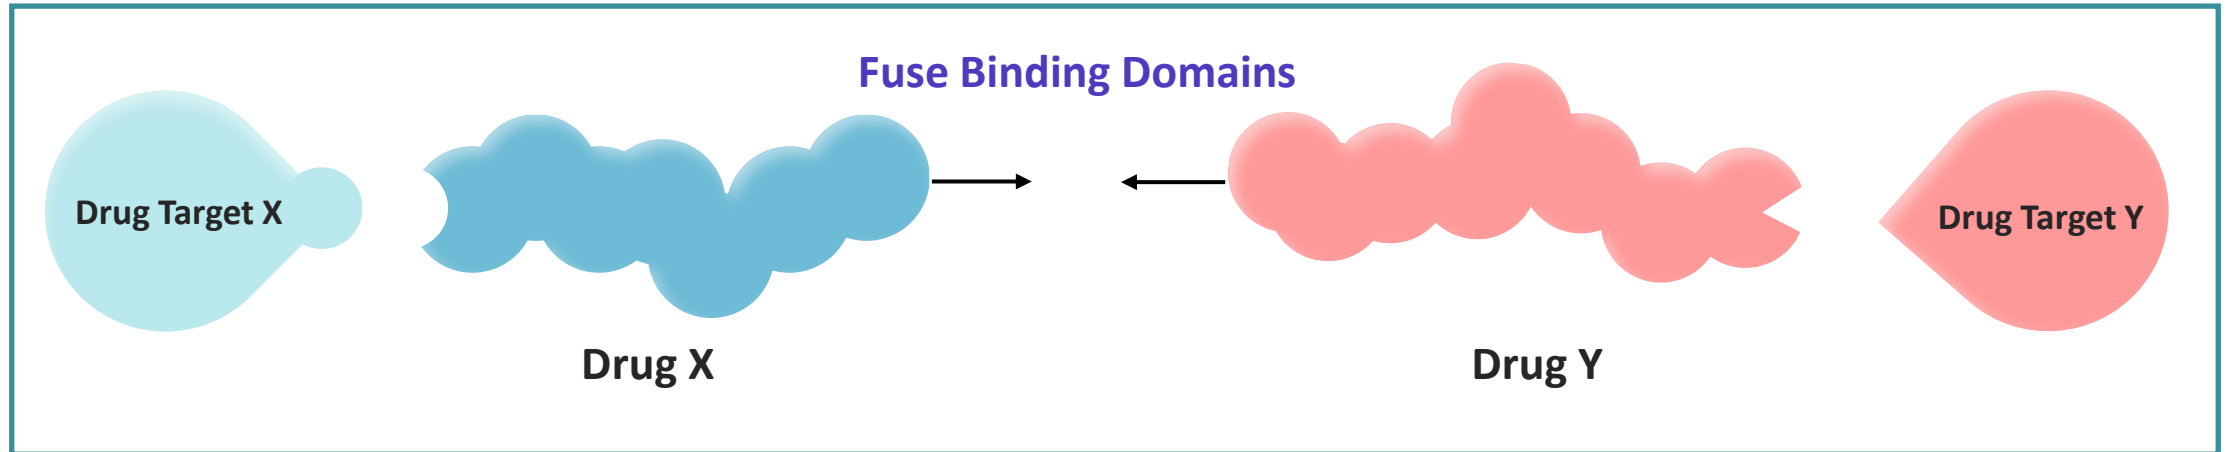 Fuse Binding Domains
Drug Target X
Drug Target Y
Drug X
Drug Y